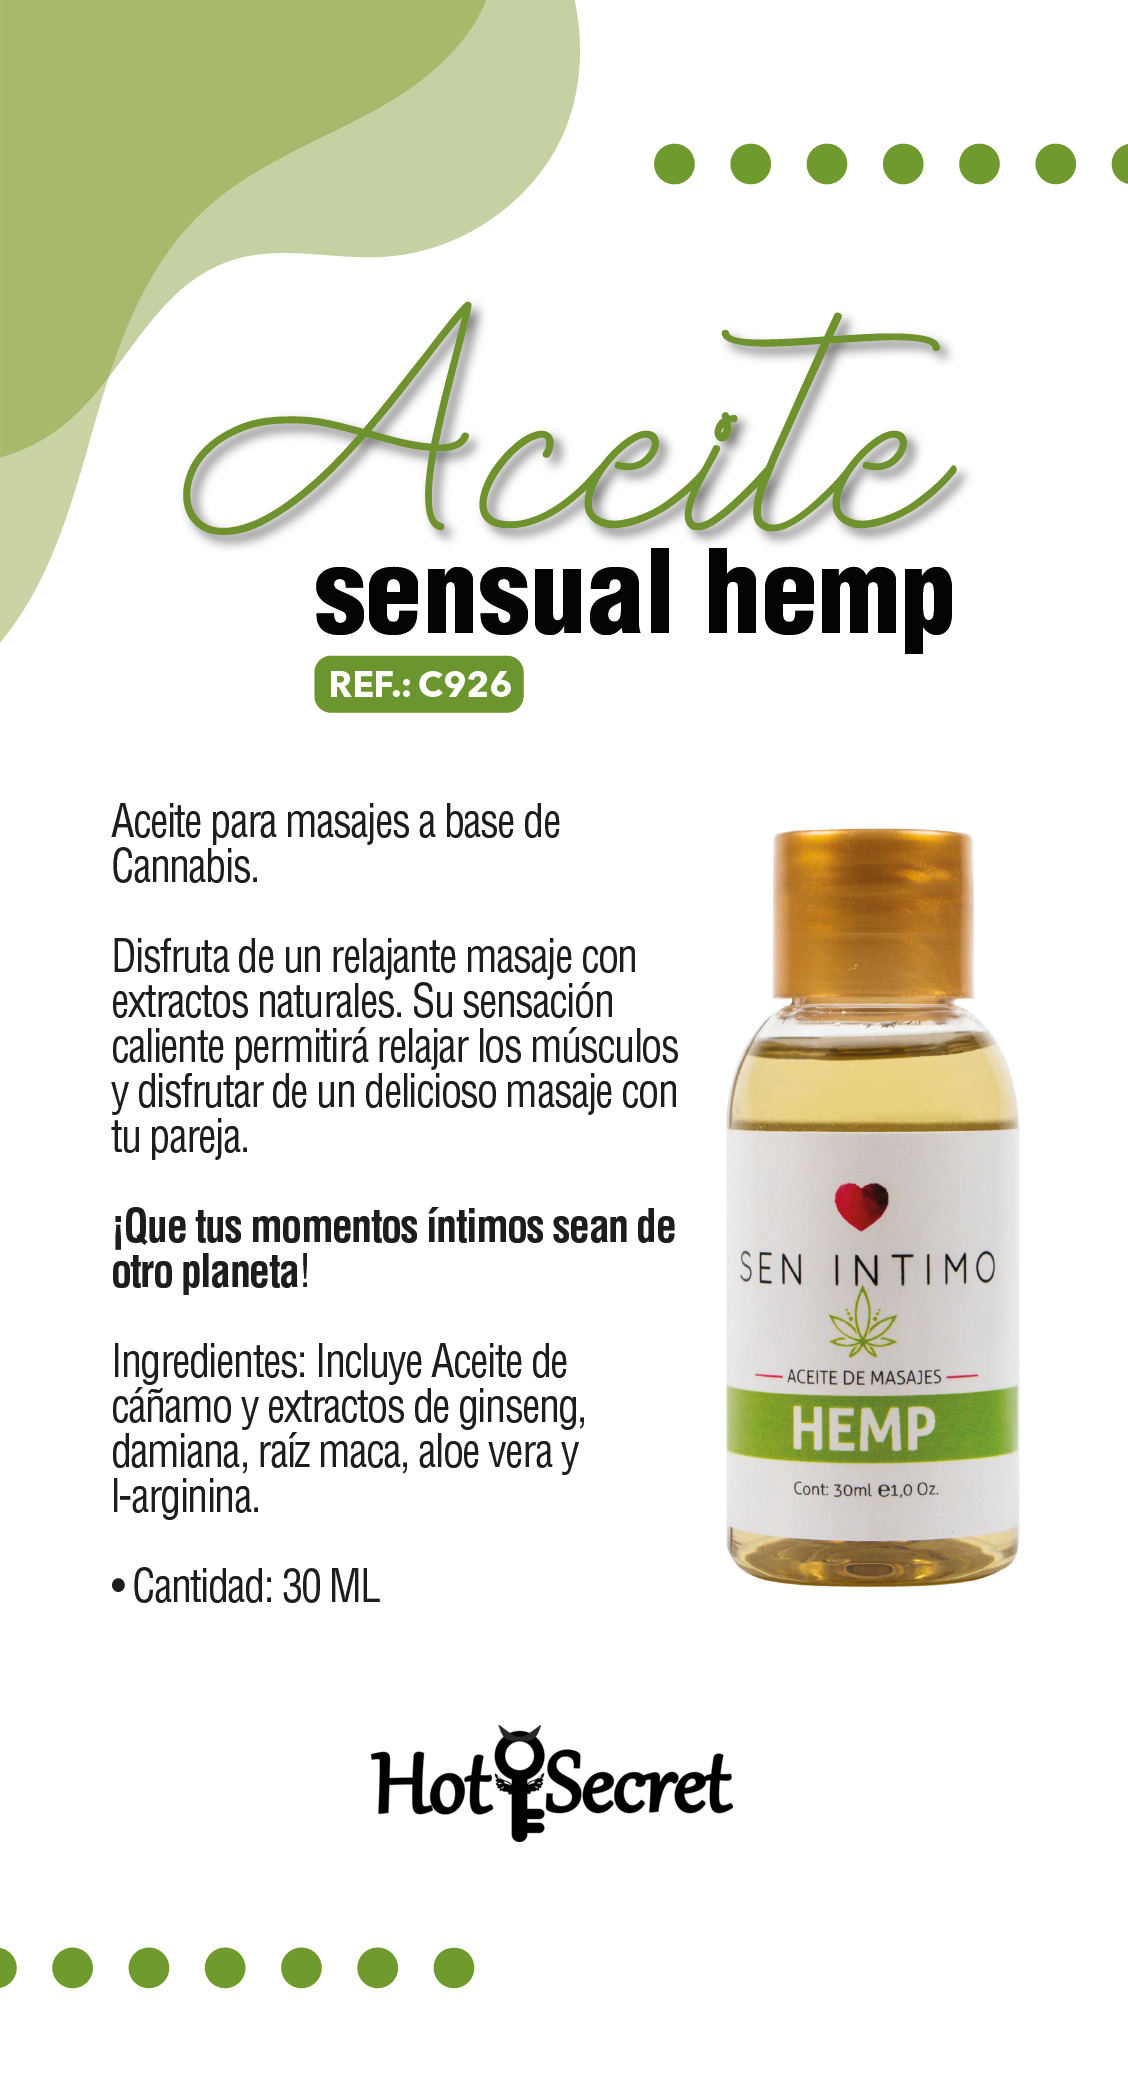 Aceite
sensual hemp
REF.: C926
Aceite para masajes a base de
Cannabis.
Disfruta de un relajante masaje con
extractos naturales. Su sensación
caliente permitirá relajar los músculos
y disfrutar de un delicioso masaje con
tu pareja.
¡Que tus momentos íntimos sean de
otro planeta!
Ingredientes: Incluye Aceite de
cáñamo y extractos de ginseng,
damiana, raíz maca, aloe vera y
l-arginina.
• Cantidad: 30 ML
SEN INTIMO
ACEITE DE MASAJES
HEMP
Cont: 30ml e1,0 Oz.
Hot Secret